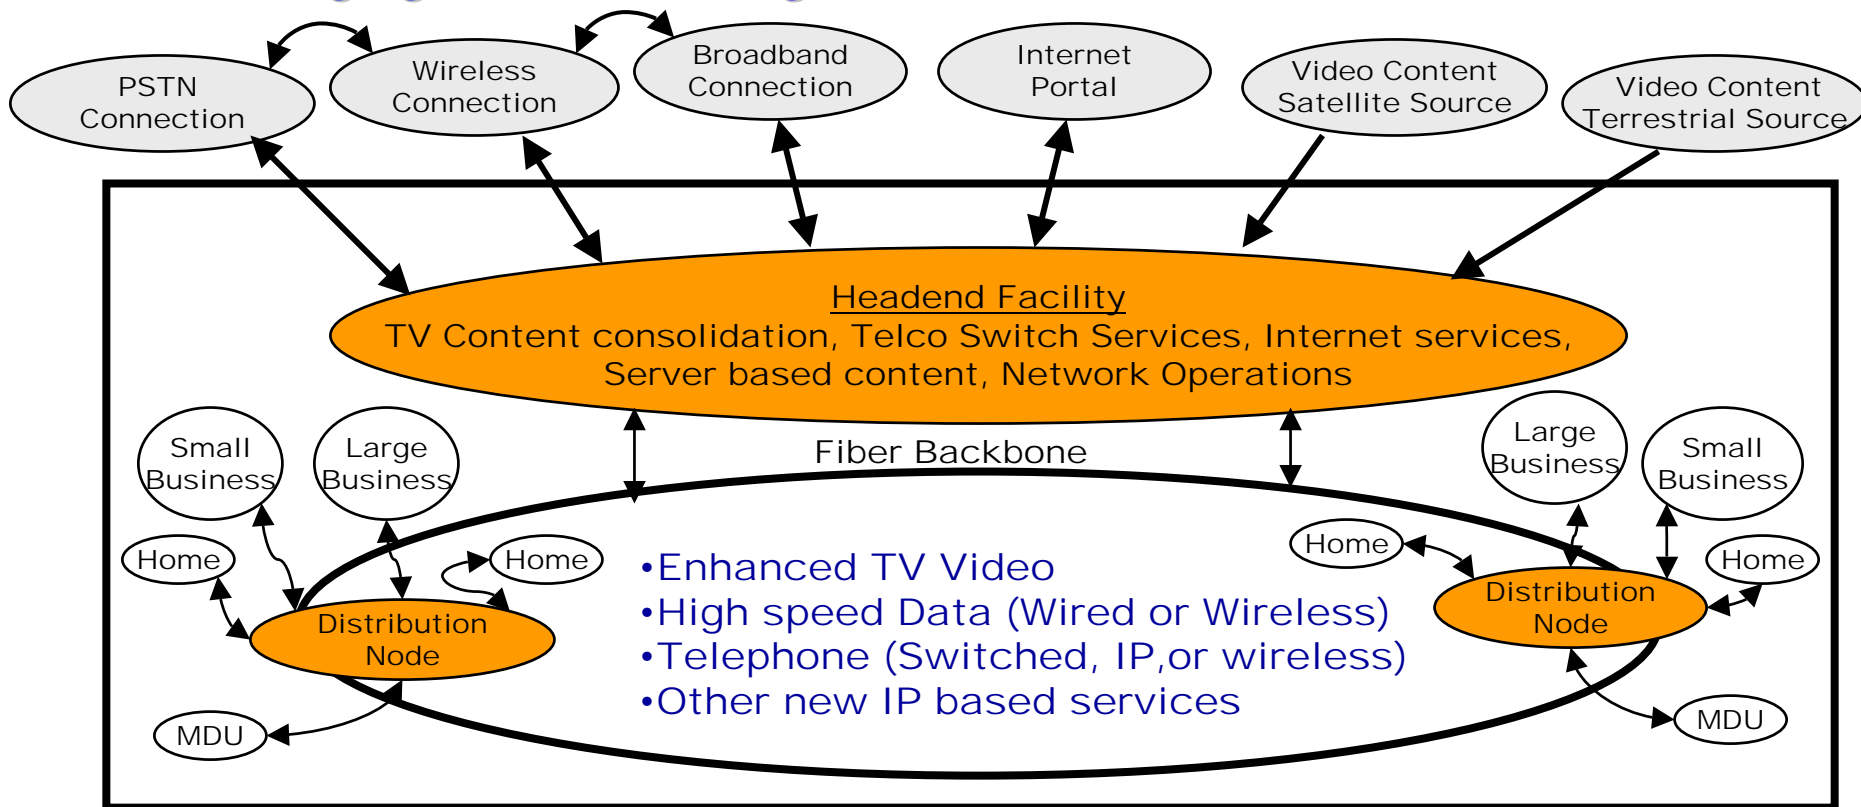 PSTN
Connection
Wireless
Connection
Broadband
Connection
Internet
Portal
Video Content
Satellite Source
Video Content
Terrestrial Source
Headend Facility
TV Content consolidation, Telco Switch Services, Internet services,
Server based content, Network Operations
Small
Business
Large
Business
Fiber Backbone
Large
Business
Small
Business
Home
Home
Home
Home
•Enhanced TV Video
•High speed Data (Wired or Wireless)
•Telephone (Switched, IP,or wireless)
•Other new IP based services
Distribution
Node
Distribution
Node
MDU
MDU